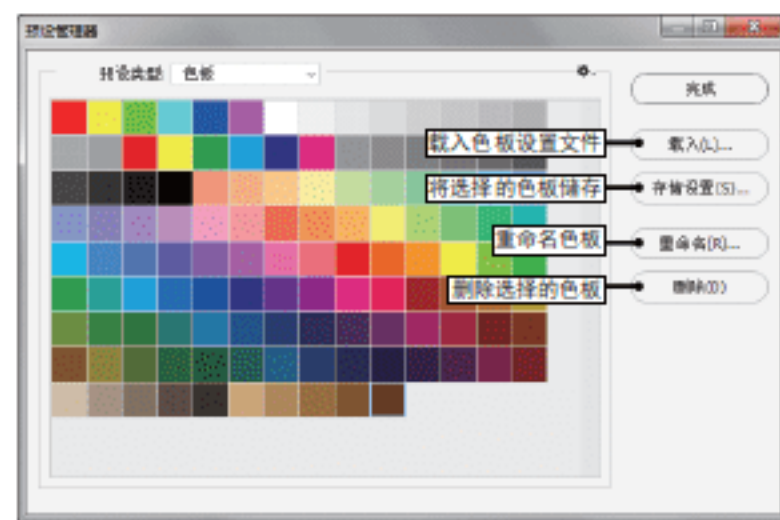 预设管理器
预设类型: 色板
完成
载入色板设置文件
载入(L)...
将选择的色板储存
存储设置(S)...
重命名色板
重命名(R)...
删除选择的色板
删除(D)